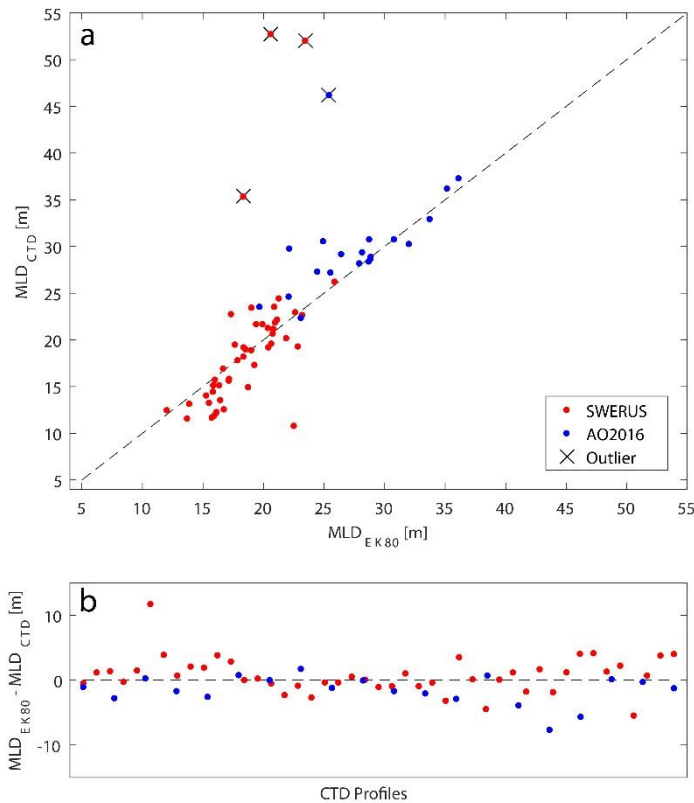 a
55
50
45
40
35
30
25
20
15
10
5
MLD CTD [m]
SWERUS
AO2016
Outlier
5 10 15 20 25 30 35 40 45 50 55
MLD EK80 [m]
b
10
0
-10
MLD EK80 - MLD CTD [m]
CTD Profiles